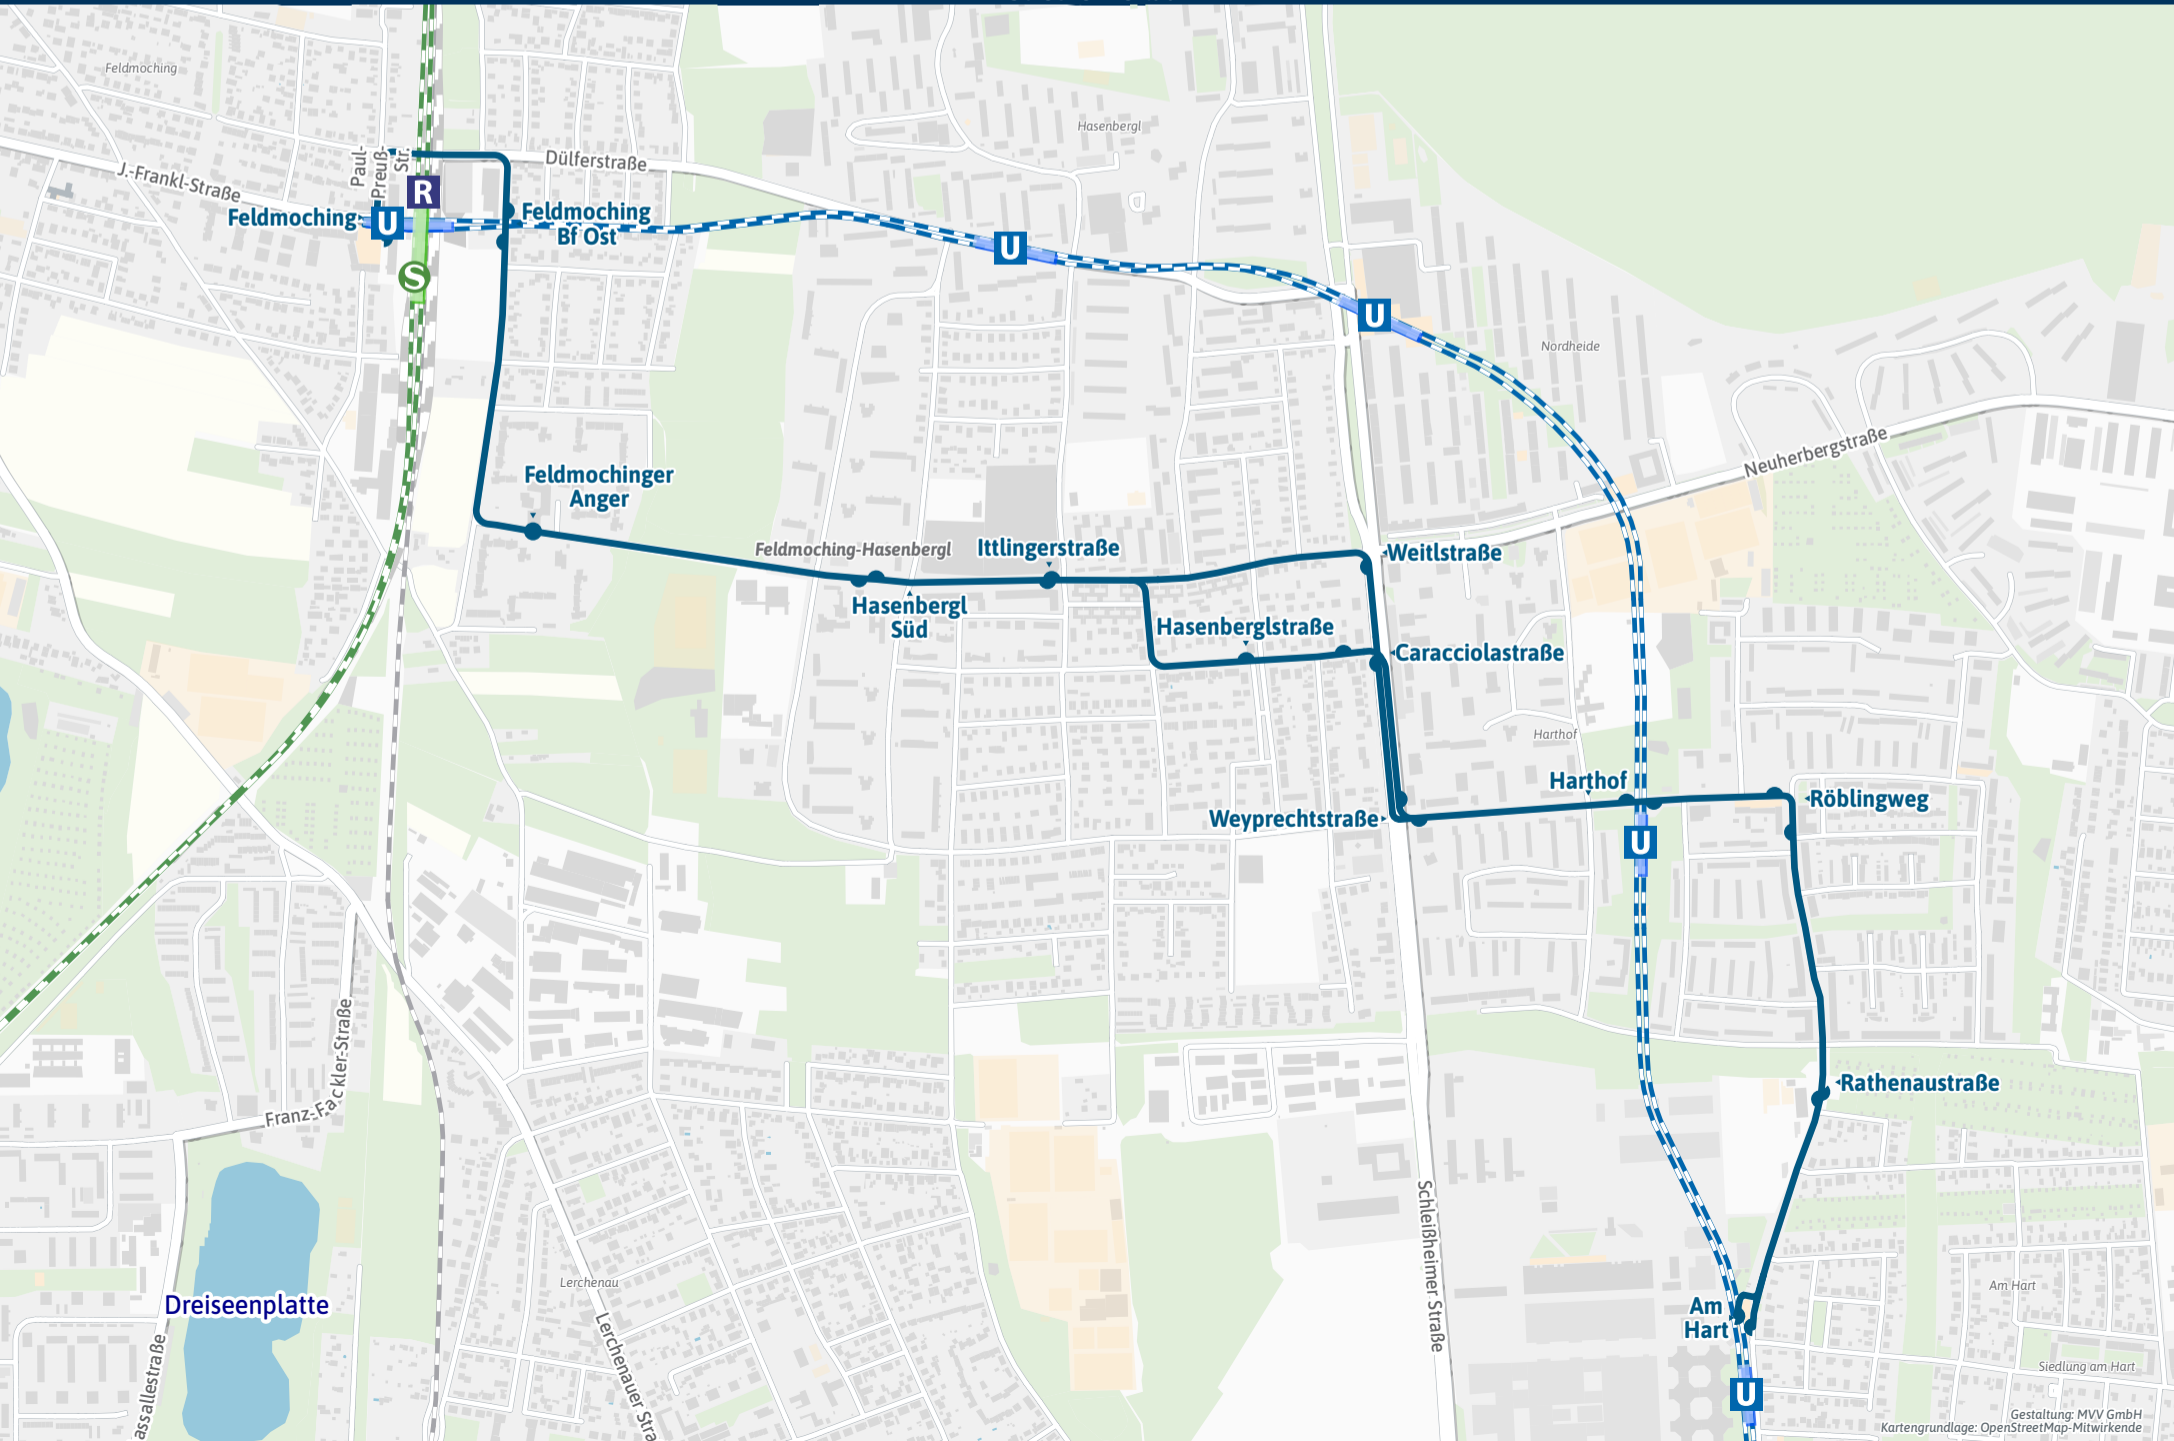 Feldmoching
Hasenbergl
Paul-
Preuß-
Str.
J.-Frankl-Straße
Dülferstraße
R
Feldmoching
U
Feldmoching
Bf Ost
S
U
U
Nordheide
Neuherbergstraße
Feldmochinger
Anger
Feldmoching-Hasenbergl
Ittlingerstraße
Weitlstraße
Hasenbergl
Süd
Hasenberglstraße
Caracciolastraße
Harthof
Harthof
Röblingweg
Weyprechtstraße
U
Franz-Fackler-Straße
Rathenaustraße
Schleißheimer Straße
Lerchenau
Dreiseenplatte
Lerchenauer Stra
assallestraße
Am Hart
Am
Hart
Siedlung am Hart
U
Gestaltung: MVV GmbH
Kartengrundlage: OpenStreetMap-Mitwirkende